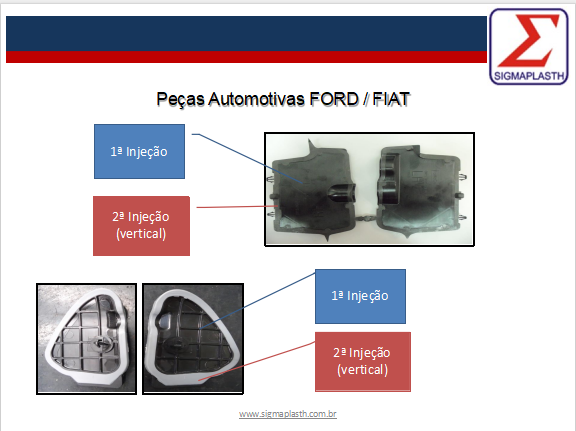 SIGMAPLASTH
Peças Automotivas FORD / FIAT
1ª Injeção
2ª Injeção
(vertical)
1ª Injeção
2ª Injeção
(vertical)
www.sigmaplasth.com.br